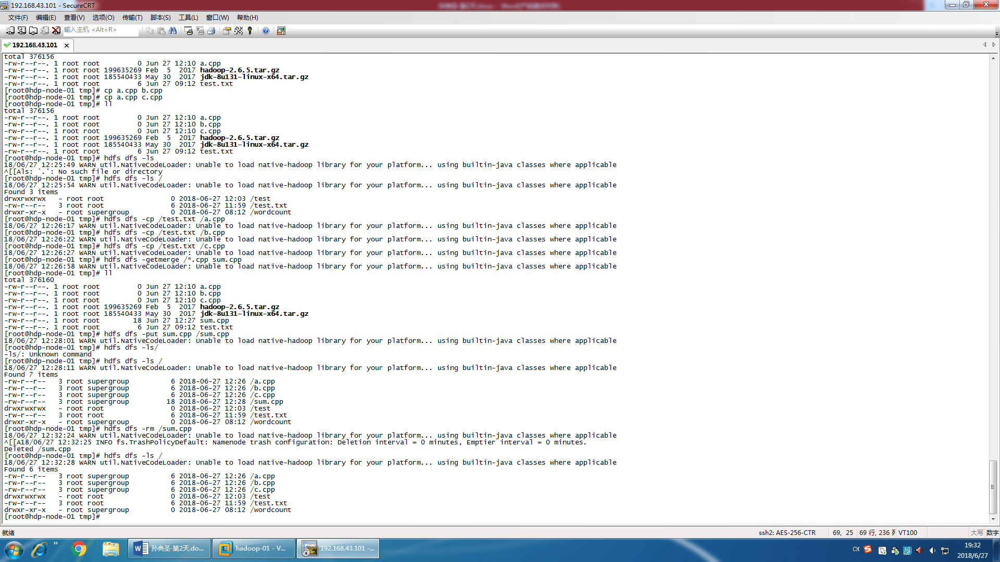 192.168.43.101 - SecureCRT
文件(F) 编辑(E) 查看(V) 选项(O) 传输(T) 脚本(S) 工具(L) 窗口(W) 帮助(H)
输入主机 <Alt+R>
192.168.43.101
total 376156
-rw-r--r--. 1 root root         0 Jun 27 12:10 a.cpp
-rw-r--r--. 1 root root 199635269 Feb  5  2017 hadoop-2.6.5.tar.gz
-rw-r--r--. 1 root root 185540433 May 30  2017 jdk-8u131-linux-x64.tar.gz
-rw-r--r--. 1 root root         6 Jun 27 09:12 test.txt
[root@hdp-node-01 tmp]# cp a.cpp b.cpp
[root@hdp-node-01 tmp]# cp a.cpp c.cpp
[root@hdp-node-01 tmp]# ll
total 376156
-rw-r--r--. 1 root root         0 Jun 27 12:10 a.cpp
-rw-r--r--. 1 root root         0 Jun 27 12:10 b.cpp
-rw-r--r--. 1 root root         0 Jun 27 12:10 c.cpp
-rw-r--r--. 1 root root 199635269 Feb  5  2017 hadoop-2.6.5.tar.gz
-rw-r--r--. 1 root root 185540433 May 30  2017 jdk-8u131-linux-x64.tar.gz
-rw-r--r--. 1 root root         6 Jun 27 09:12 test.txt
[root@hdp-node-01 tmp]# hdfs dfs -ls
18/06/27 12:25:49 WARN util.NativeCodeLoader: Unable to load native-hadoop library for your platform... using builtin-java classes where applicable
^[[Als: `.': No such file or directory
[root@hdp-node-01 tmp]# hdfs dfs -ls /
18/06/27 12:25:54 WARN util.NativeCodeLoader: Unable to load native-hadoop library for your platform... using builtin-java classes where applicable
Found 3 items
drwxrwxrwx   - root root                0 2018-06-27 12:03 /test
-rw-r--r--   3 root root                6 2018-06-27 11:59 /test.txt
drwxr-xr-x   - root supergroup          0 2018-06-27 08:12 /wordcount
[root@hdp-node-01 tmp]# hdfs dfs -cp /test.txt /a.cpp
18/06/27 12:26:17 WARN util.NativeCodeLoader: Unable to load native-hadoop library for your platform... using builtin-java classes where applicable
[root@hdp-node-01 tmp]# hdfs dfs -cp /test.txt /b.cpp
18/06/27 12:26:22 WARN util.NativeCodeLoader: Unable to load native-hadoop library for your platform... using builtin-java classes where applicable
[root@hdp-node-01 tmp]# hdfs dfs -cp /test.txt /c.cpp
18/06/27 12:26:27 WARN util.NativeCodeLoader: Unable to load native-hadoop library for your platform... using builtin-java classes where applicable
[root@hdp-node-01 tmp]# hdfs dfs -getmerge /*.cpp sum.cpp
18/06/27 12:26:58 WARN util.NativeCodeLoader: Unable to load native-hadoop library for your platform... using builtin-java classes where applicable
[root@hdp-node-01 tmp]# ll
total 376160
-rw-r--r--. 1 root root         0 Jun 27 12:10 a.cpp
-rw-r--r--. 1 root root         0 Jun 27 12:10 b.cpp
-rw-r--r--. 1 root root         0 Jun 27 12:10 c.cpp
-rw-r--r--. 1 root root 199635269 Feb  5  2017 hadoop-2.6.5.tar.gz
-rw-r--r--. 1 root root 185540433 May 30  2017 jdk-8u131-linux-x64.tar.gz
-rw-r--r--. 1 root root        18 Jun 27 12:27 sum.cpp
-rw-r--r--. 1 root root         6 Jun 27 09:12 test.txt
[root@hdp-node-01 tmp]# hdfs dfs -put sum.cpp /sum.cpp
18/06/27 12:28:01 WARN util.NativeCodeLoader: Unable to load native-hadoop library for your platform... using builtin-java classes where applicable
[root@hdp-node-01 tmp]# hdfs dfs -ls/
-ls/: Unknown command
[root@hdp-node-01 tmp]# hdfs dfs -ls /
18/06/27 12:28:11 WARN util.NativeCodeLoader: Unable to load native-hadoop library for your platform... using builtin-java classes where applicable
Found 7 items
-rw-r--r--   3 root supergroup          6 2018-06-27 12:26 /a.cpp
-rw-r--r--   3 root supergroup          6 2018-06-27 12:26 /b.cpp
-rw-r--r--   3 root supergroup          6 2018-06-27 12:26 /c.cpp
-rw-r--r--   3 root supergroup         18 2018-06-27 12:28 /sum.cpp
drwxrwxrwx   - root root                0 2018-06-27 12:03 /test
-rw-r--r--   3 root root                6 2018-06-27 11:59 /test.txt
drwxr-xr-x   - root supergroup          0 2018-06-27 08:12 /wordcount
[root@hdp-node-01 tmp]# hdfs dfs -rm /sum.cpp
18/06/27 12:32:24 WARN util.NativeCodeLoader: Unable to load native-hadoop library for your platform... using builtin-java classes where applicable
^[[A18/06/27 12:32:25 INFO fs.TrashPolicyDefault: Namenode trash configuration: Deletion interval = 0 minutes, Emptier interval = 0 minutes.
Deleted /sum.cpp
[root@hdp-node-01 tmp]# hdfs dfs -ls /
18/06/27 12:32:28 WARN util.NativeCodeLoader: Unable to load native-hadoop library for your platform... using builtin-java classes where applicable
Found 6 items
-rw-r--r--   3 root supergroup          6 2018-06-27 12:26 /a.cpp
-rw-r--r--   3 root supergroup          6 2018-06-27 12:26 /b.cpp
-rw-r--r--   3 root supergroup          6 2018-06-27 12:26 /c.cpp
drwxrwxrwx   - root root                0 2018-06-27 12:03 /test
-rw-r--r--   3 root root                6 2018-06-27 11:59 /test.txt
drwxr-xr-x   - root supergroup          0 2018-06-27 08:12 /wordcount
[root@hdp-node-01 tmp]#
就绪 ssh2: AES-256-CTR 69, 25 69 行, 236 列 VT100 大写 数字
孙典圣-第2天.do... hadoop-01 - V... 192.168.43.101 -... CH 19:32
2018/6/27